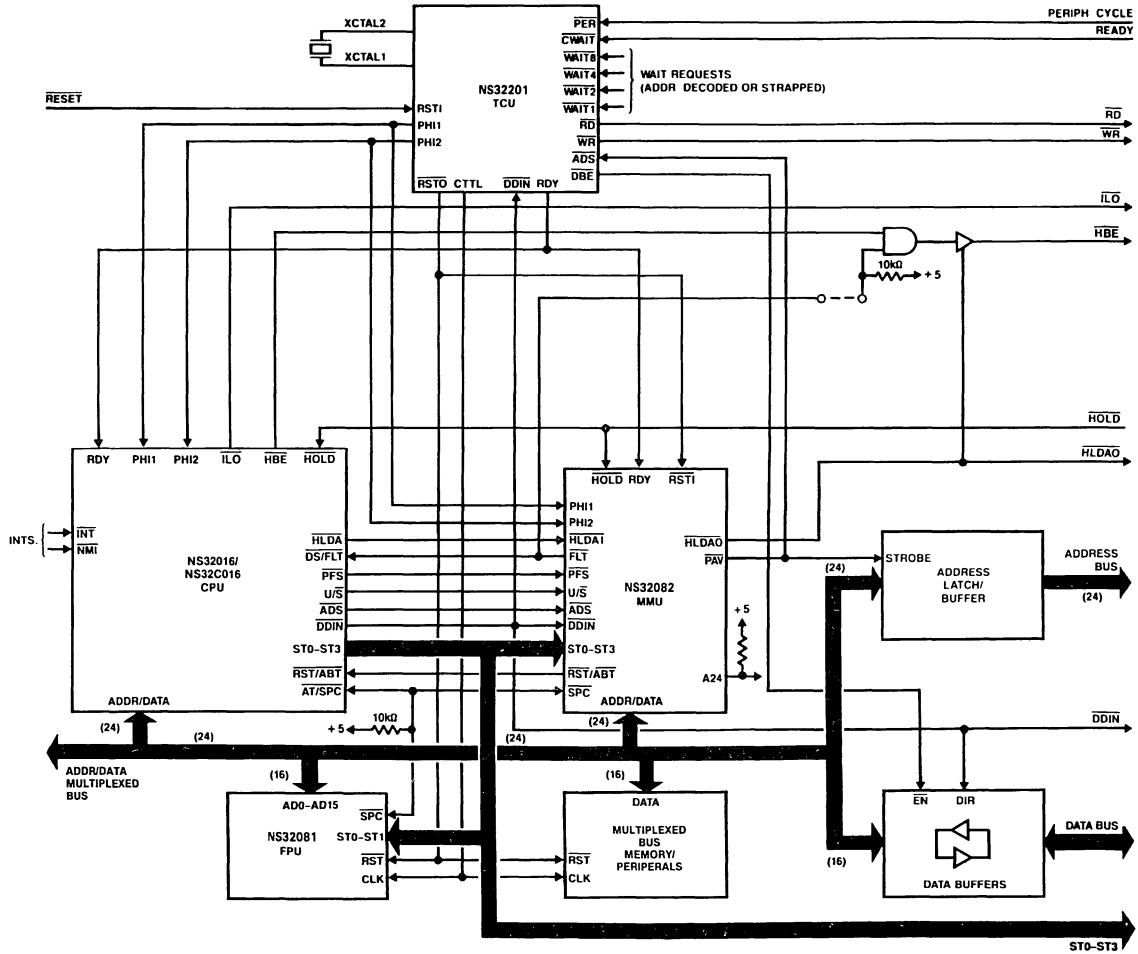 XCTAL2
XCTAL1
NS32201
TCU
PER
CWAIT
WAIT8
WAIT4
WAIT2
WAIT1
RD
WR
ADS
DBE
RSTI
PHI1
PHI2
RSTO CTTL DDIN RDY
WAIT REQUESTS
(ADDR DECODED OR STRAPPED)
PERIPH CYCLE
READY
RESET
RD
WR
ILO
HBE
10kΩ
+ 5
HOLD
HLDAO
RDY PHI1 PHI2 ILO HBE HOLD
INTS.
INT
NMI
NS32016/
NS32C016
CPU
HLDA
DS/FLT
PFS
U/S
ADS
DDIN
ST0–ST3
RST/ABT
AT/SPC
ADDR/DATA
HOLD RDY RSTI
PHI1
PHI2
HLDAI
FLT
PFS
U/S
ADS
DDIN
ST0–ST3
RST/ABT
SPC
NS32082
MMU
HLDAO
PAV
A24
ADDR/DATA
+ 5
STROBE
ADDRESS
LATCH/
BUFFER
ADDRESS
BUS
(24)
(24)
10kΩ
+ 5
(24)
(24)
(24)
(24)
DDIN
ADDR/DATA
MULTIPLEXED
BUS
(16)
(16)
(16)
AD0–AD15
SPC
ST0–ST1
RST
CLK
NS32081
FPU
DATA
MULTIPLEXED
BUS
MEMORY/
PERIPERALS
RST
CLK
EN DIR
DATA BUFFERS
DATA BUS
ST0–ST3